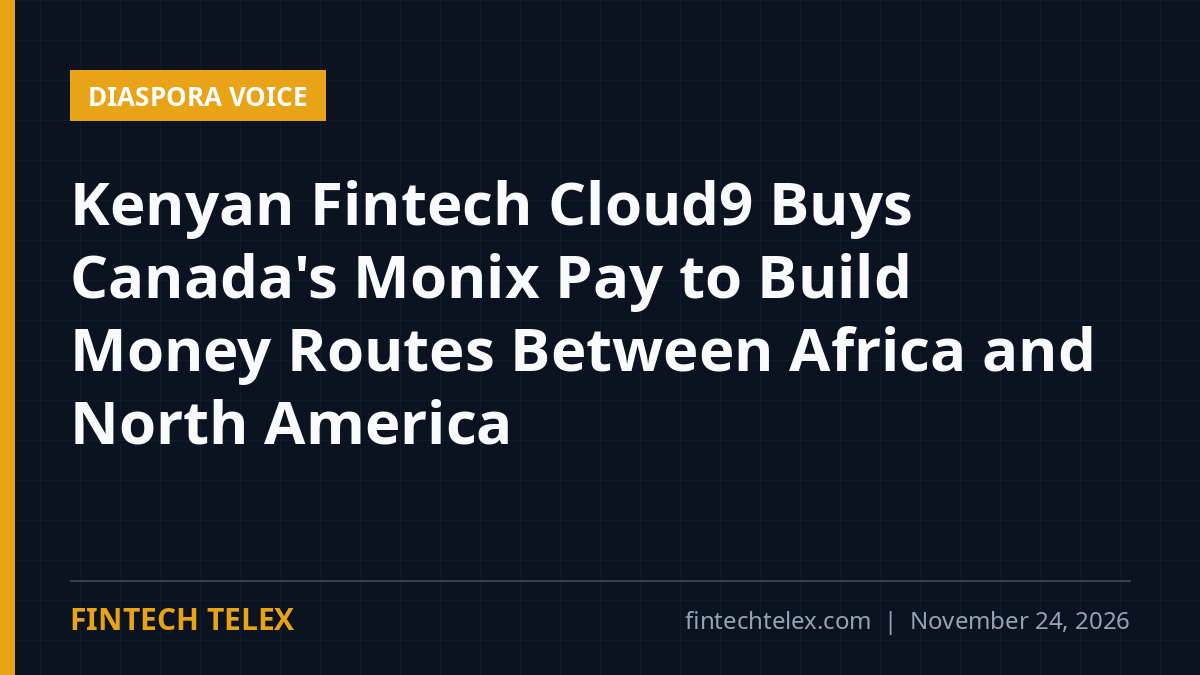 DIASPORA VOICE
Kenyan Fintech Cloud9 Buys
Canada's Monix Pay to Build
Money Routes Between Africa and
North America
FINTECH TELEX
fintechtelex.com | November 24, 2026